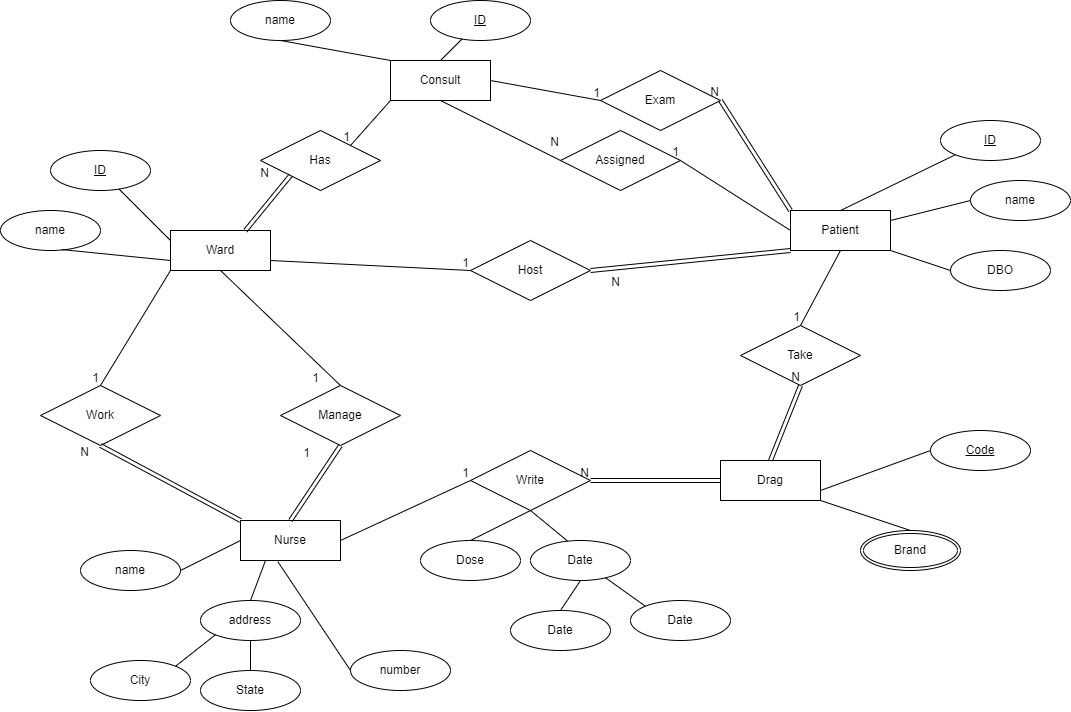 name
ID
Consult
1
Exam
N
1
Has
N
N
Assigned
1
ID
ID
name
name
Ward
Patient
1
Host
N
DBO
1
Take
N
1
Work
N
1
Manage
1
1
Write
N
Drag
Code
Brand
Nurse
name
Dose
Date
Date
Date
address
City
State
number